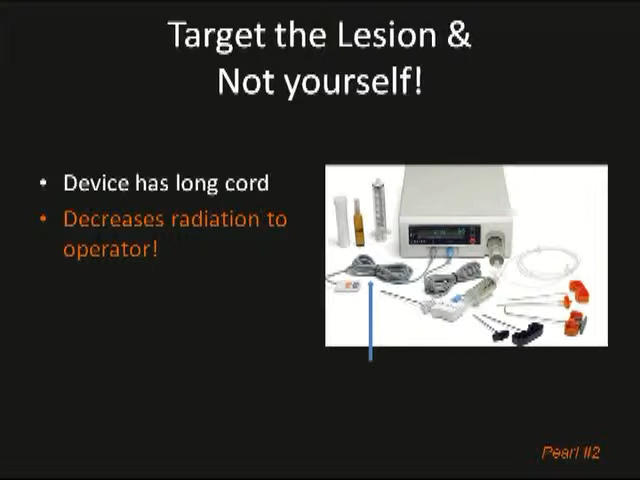 Target the Lesion &
Not yourself!
• Device has long cord
• Decreases radiation to
operator!
Pearl #2